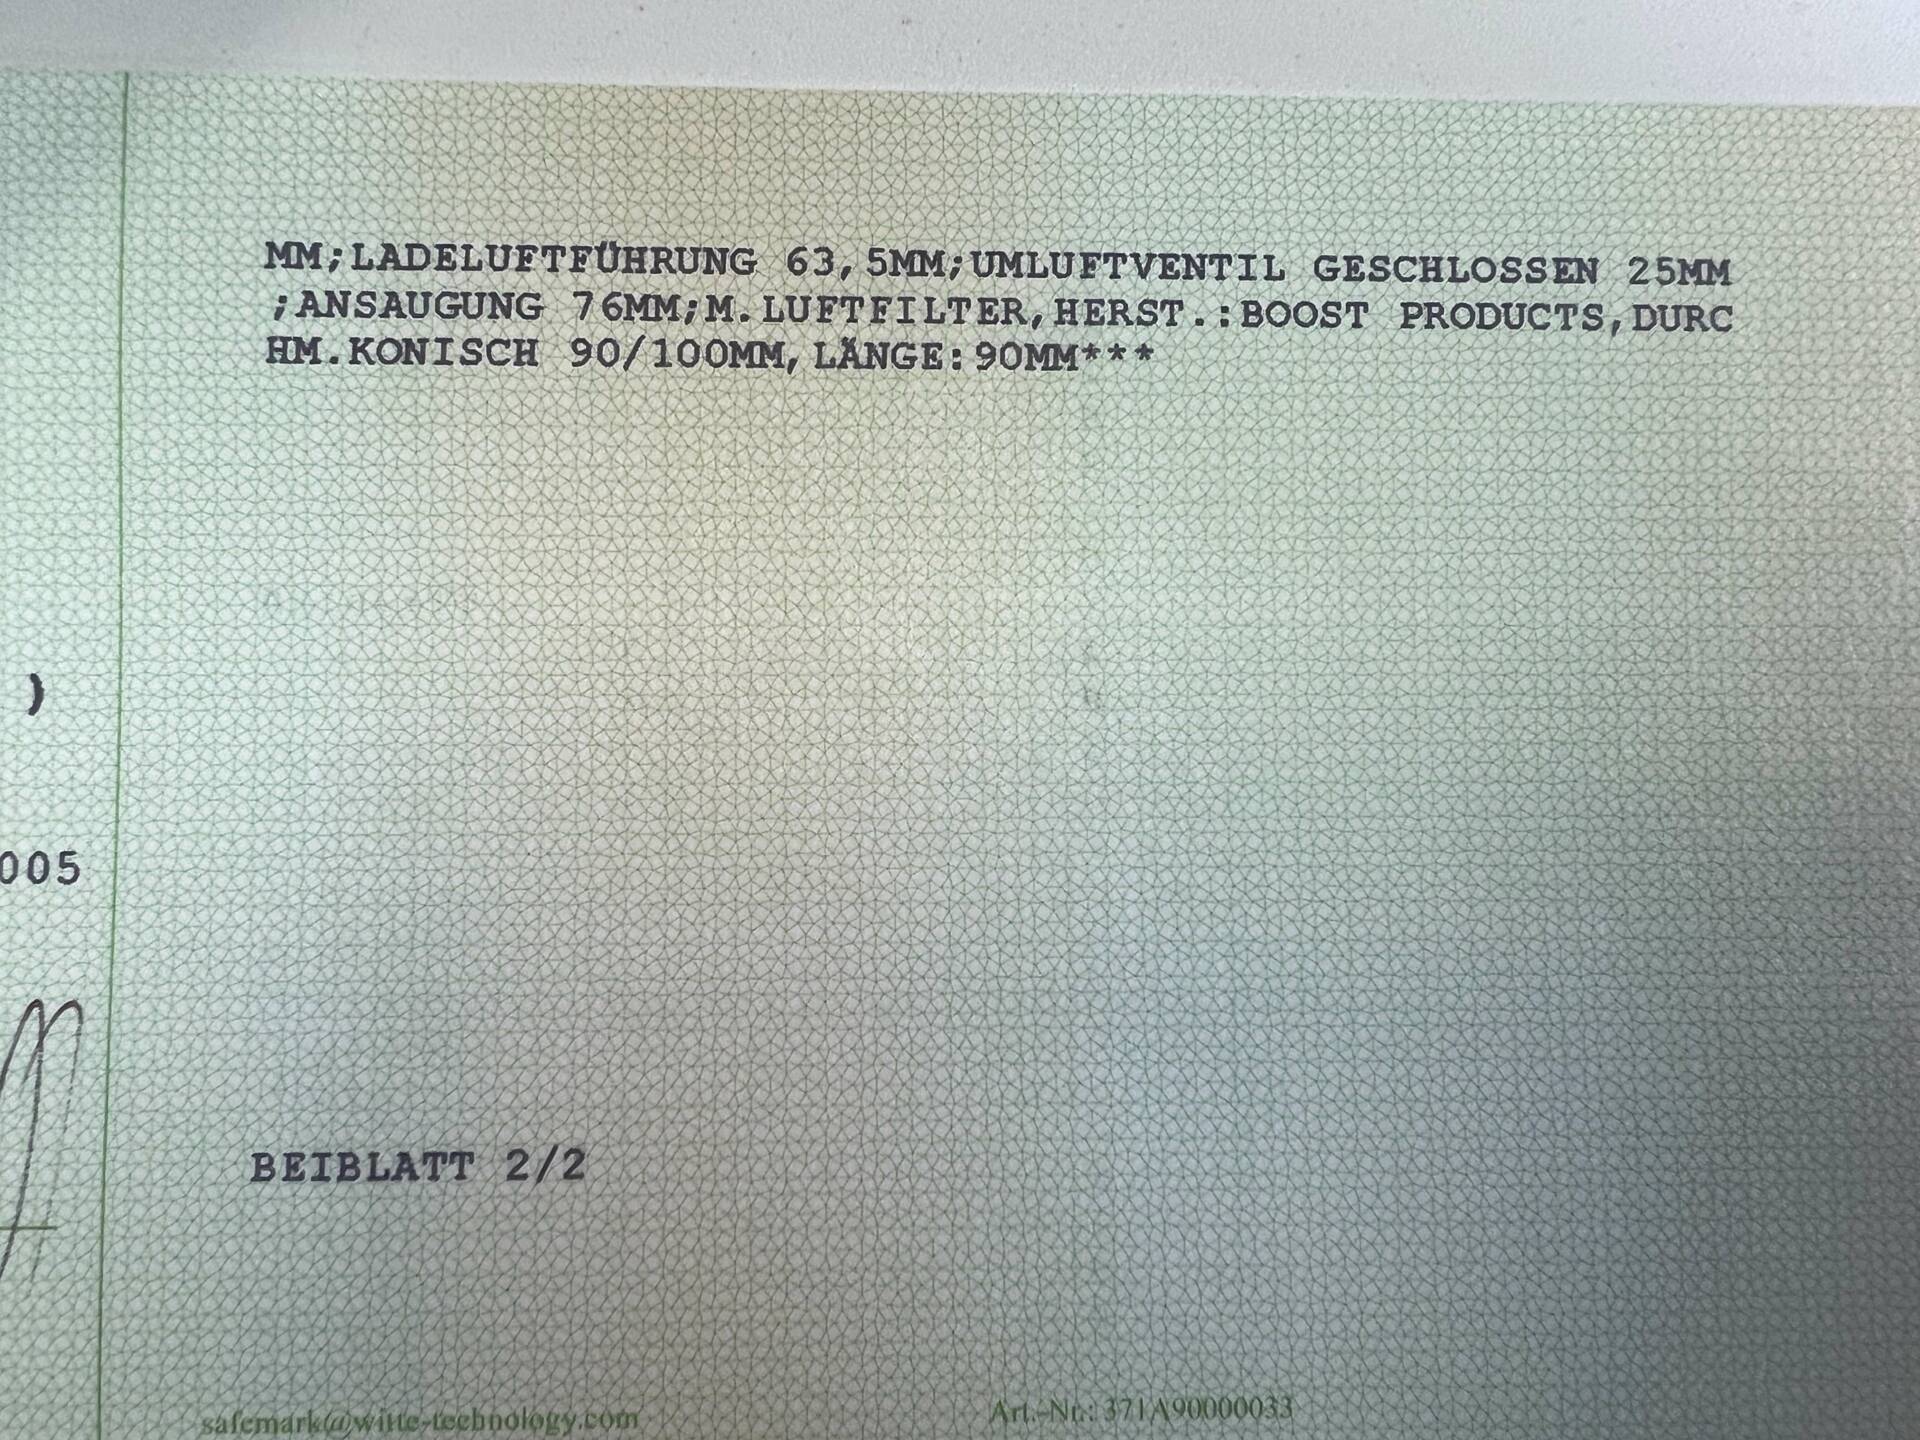 MM;LADELUFTFÜHRUNG 63,5MM;UMLUFTVENTIL GESCHLOSSEN 25MM
;ANSAUGUNG 76MM;M.LUFTFILTER,HERST.:BOOST PRODUCTS,DURC
HM.KONISCH 90/100MM,LÄNGE:90MM***
)
005
BEIBLATT 2/2
safemark@witte-technology.com
Art.-Nr.: 371A90000033